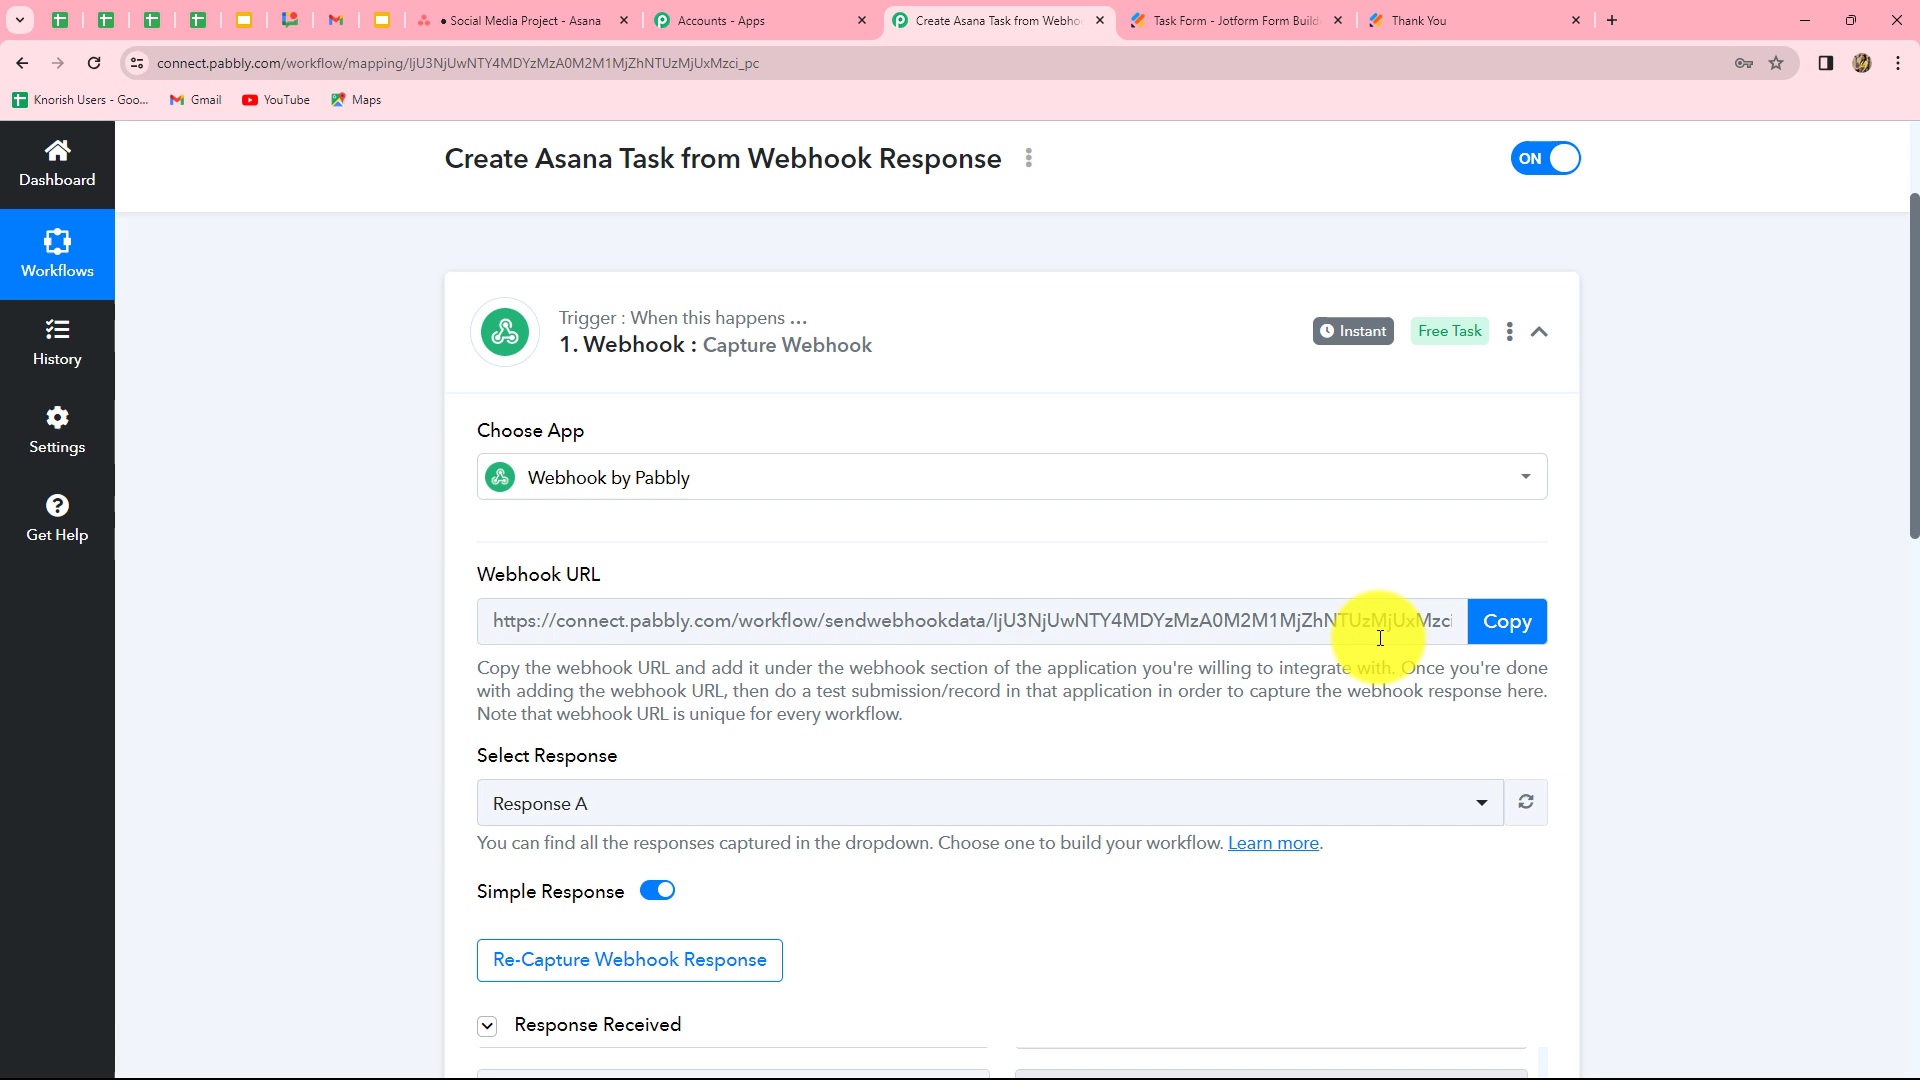 • Social Media Project - Asana
Accounts - Apps
Create Asana Task from Webho
Task Form - Jotform Form Build
Thank You
connect.pabbly.com/workflow/mapping/IjU3NjUwNTY4MDYzMzA0M2M1MjZhNTUzMjUxMzci_pc
Knorish Users - Goo...
Gmail
YouTube
Maps
Dashboard
Workflows
History
Settings
Get Help
Create Asana Task from Webhook Response
ON
Trigger : When this happens ...
1. Webhook : Capture Webhook
Instant
Free Task
Choose App
Webhook by Pabbly
Webhook URL
https://connect.pabbly.com/workflow/sendwebhookdata/IjU3NjUwNTY4MDYzMzA0M2M1MjZhNTUzMjUxMzci
Copy
Copy the webhook URL and add it under the webhook section of the application you're willing to integrate with. Once you're done
with adding the webhook URL, then do a test submission/record in that application in order to capture the webhook response here.
Note that webhook URL is unique for every workflow.
Select Response
Response A
You can find all the responses captured in the dropdown. Choose one to build your workflow. Learn more.
Simple Response
Re-Capture Webhook Response
Response Received